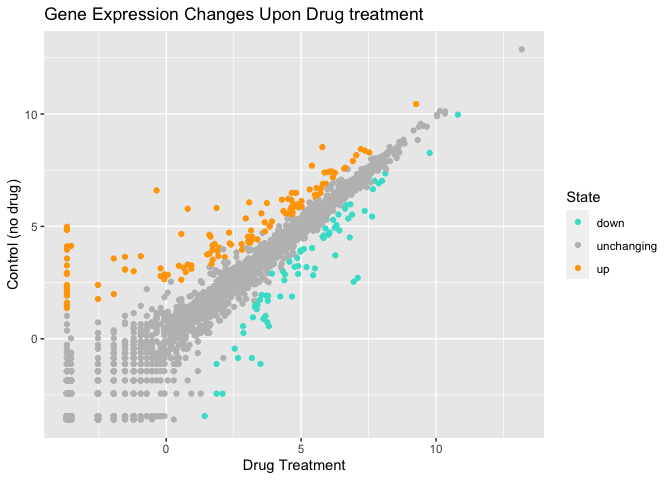 Gene Expression Changes Upon Drug treatment
10
5
0
Control (no drug)
0 5 10
Drug Treatment
State
down
unchanging
up